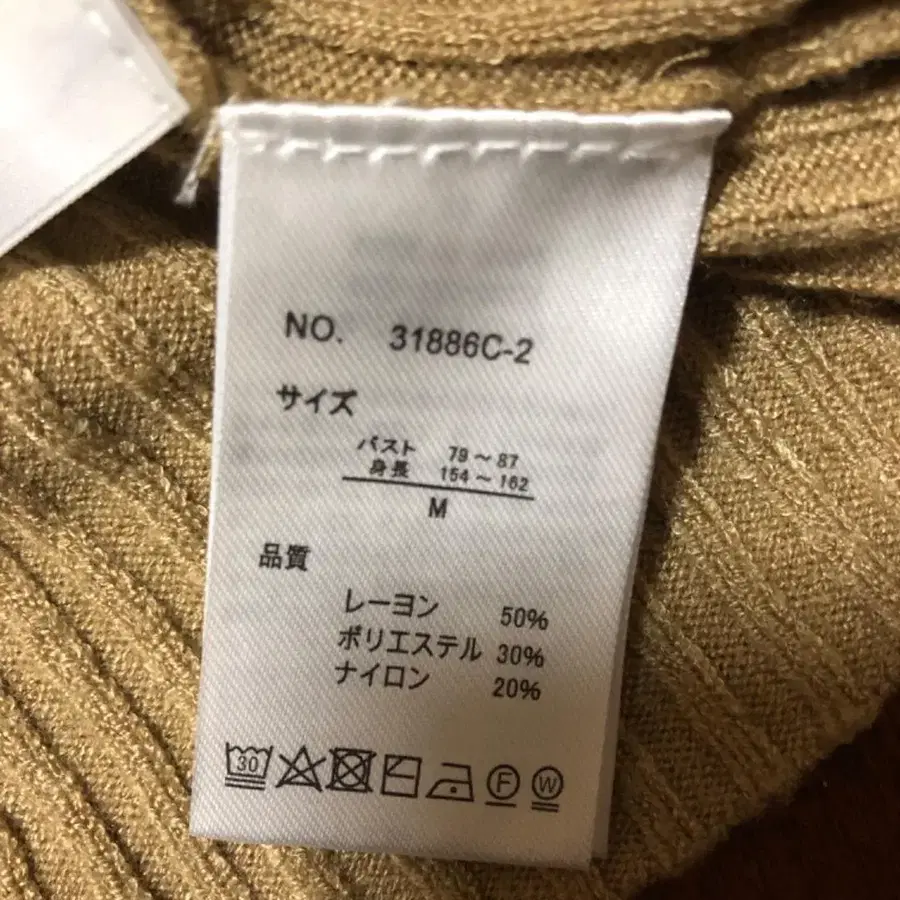 NO. 31886C-2
サイズ
バスト 79～87
身長 154～162
M
品質
レーヨン 50%
ポリエステル 30%
ナイロン 20%
30 F W